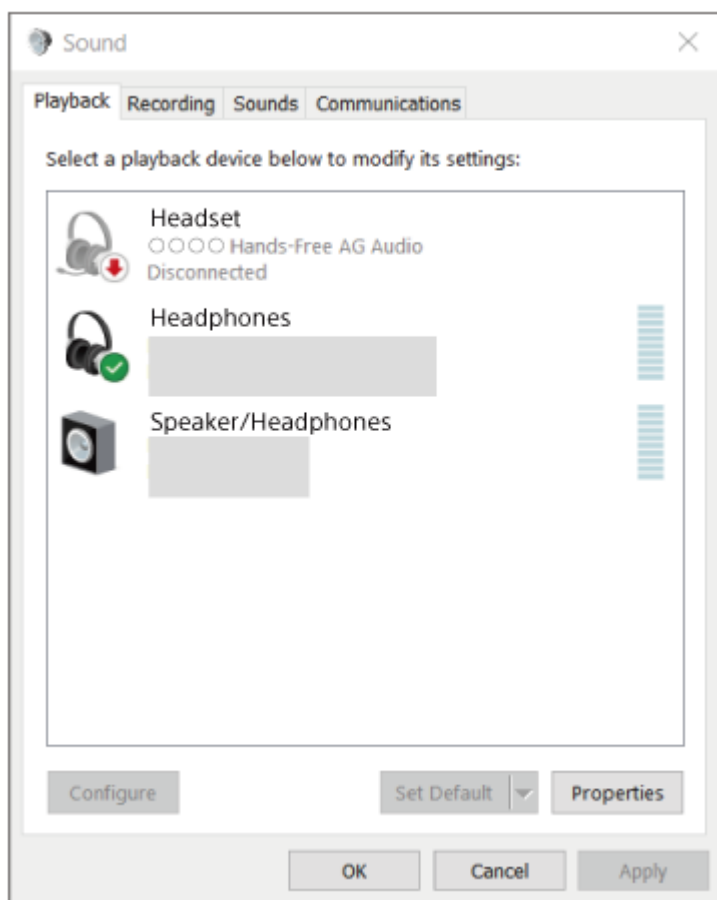 Sound
Playback Recording Sounds Communications
Select a playback device below to modify its settings:
Headset
○○○○ Hands-Free AG Audio
Disconnected
Headphones
Speaker/Headphones
Configure Set Default Properties
OK Cancel Apply